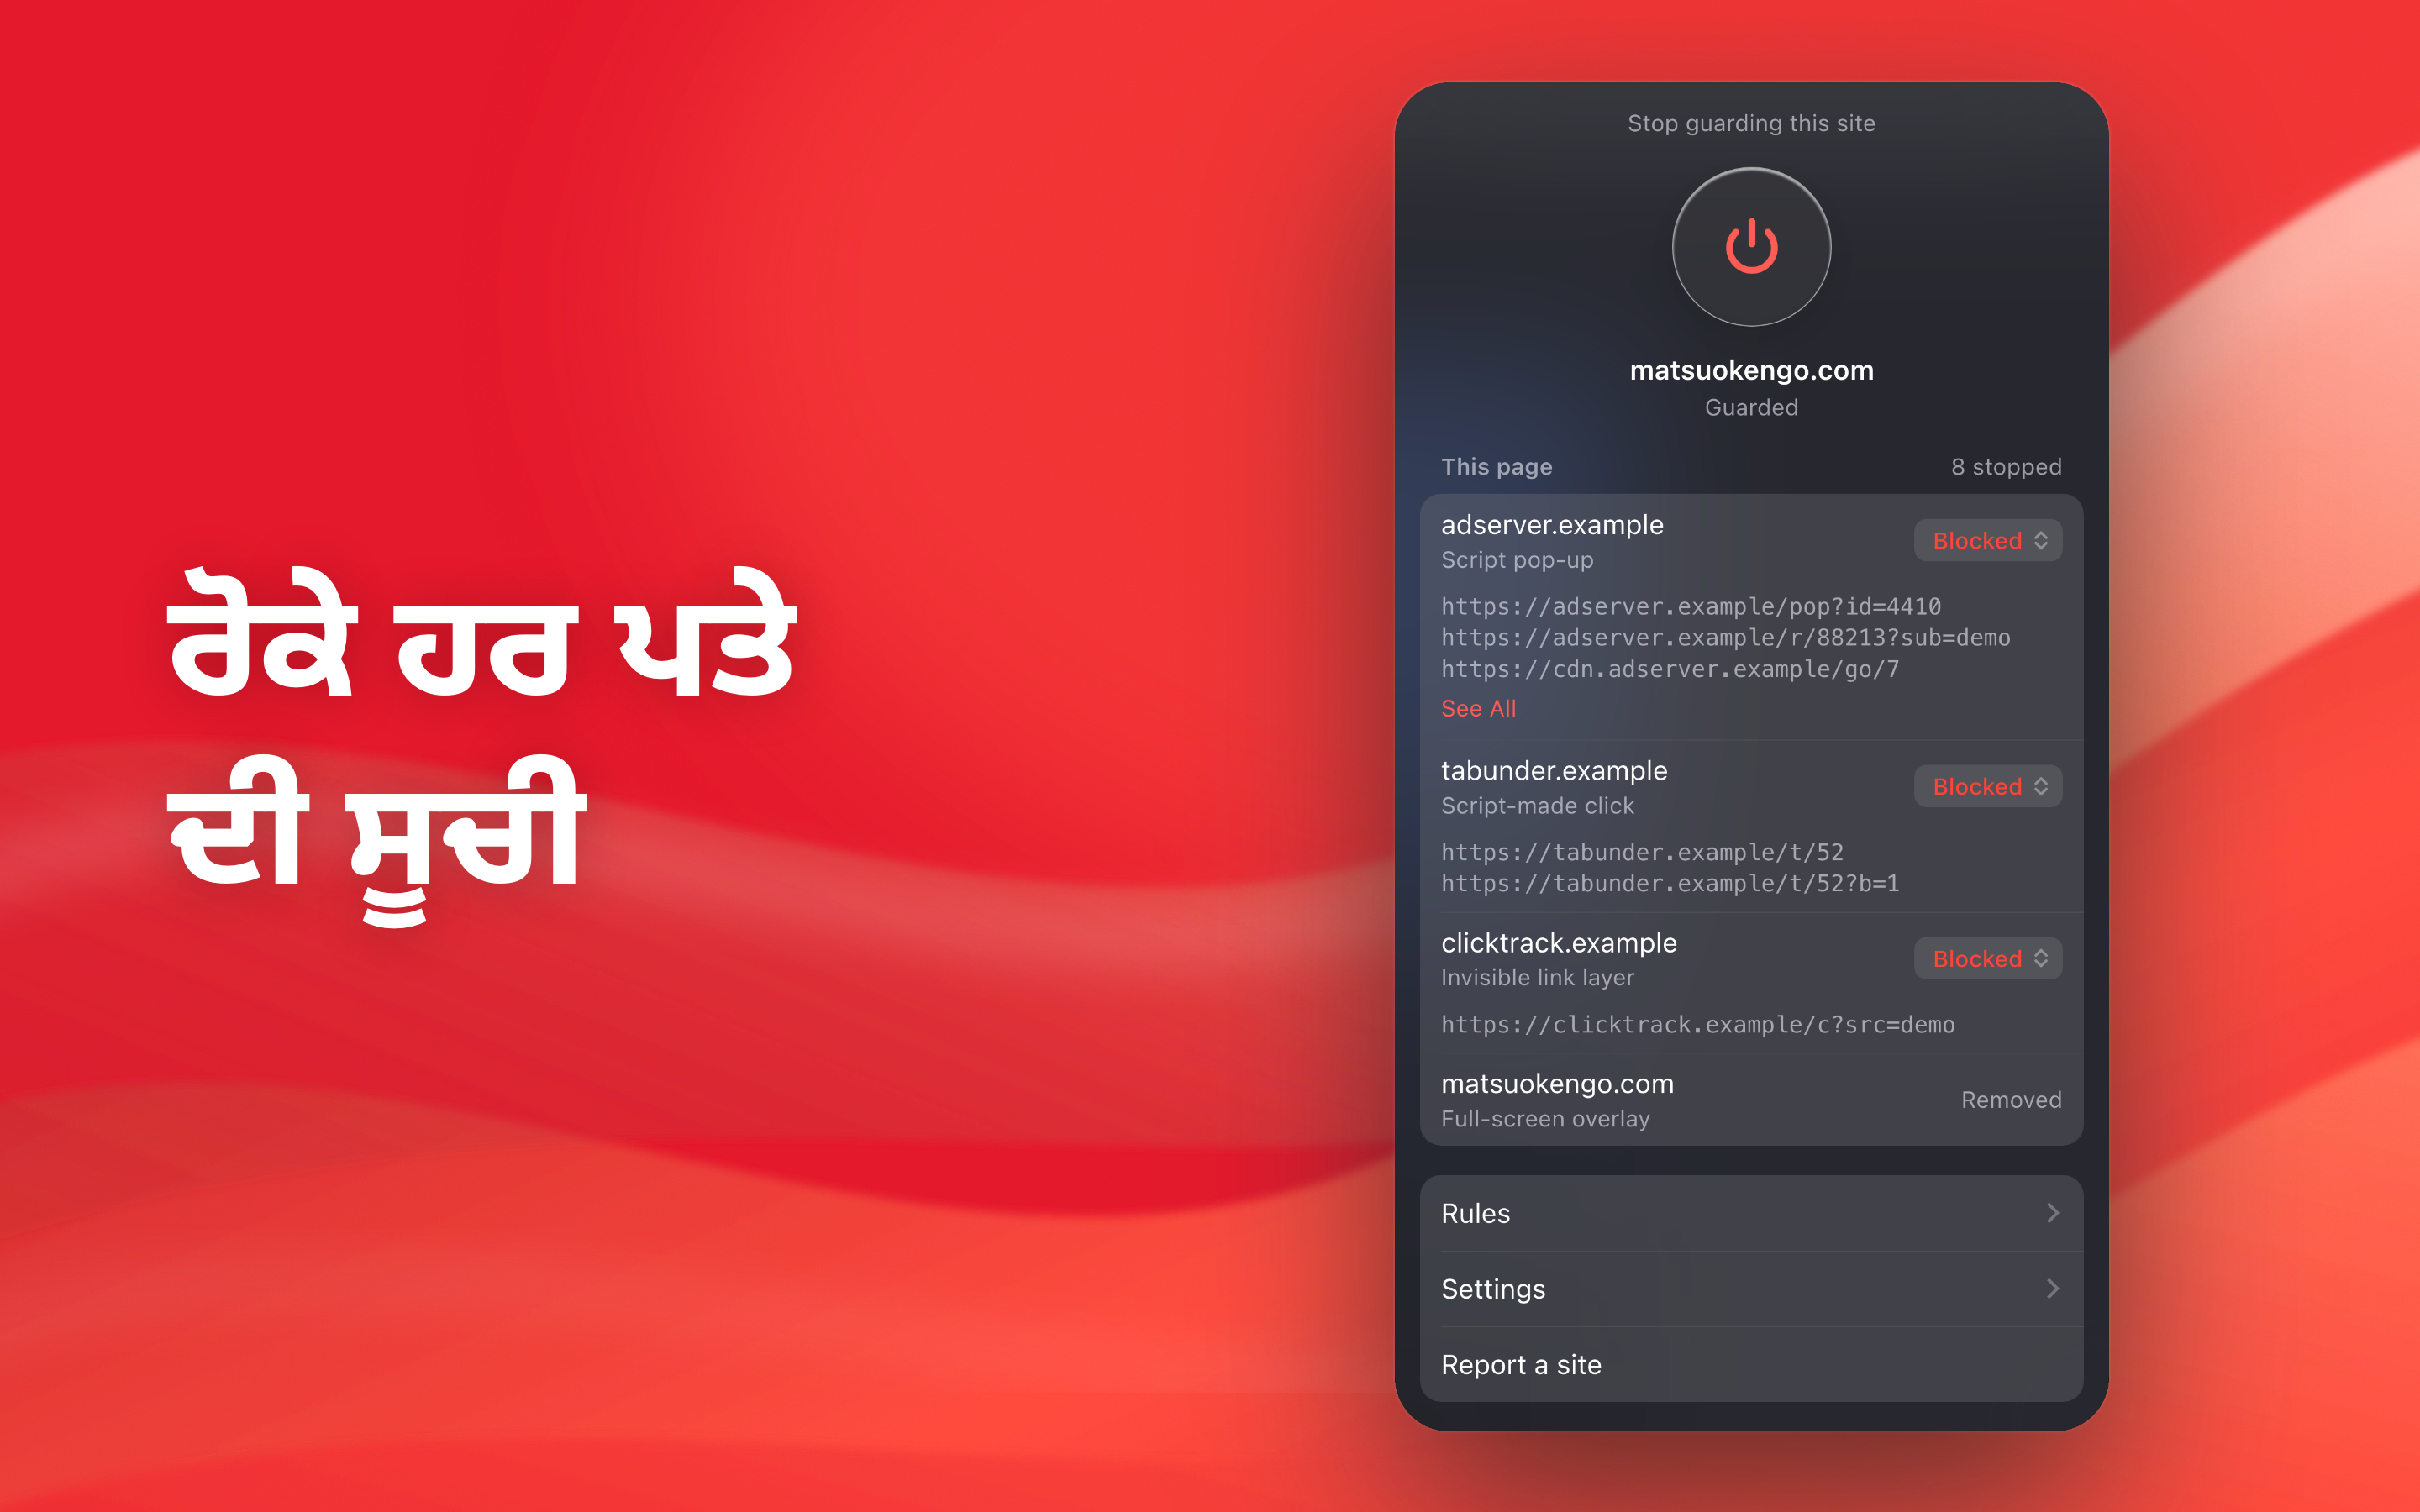 ਰੋਕੇ ਹਰ ਪਤੇ
ਦੀ ਸੂਚੀ
Stop guarding this site
matsuokengo.com
Guarded
This page
8 stopped
adserver.example
Script pop-up
Blocked
https://adserver.example/pop?id=4410
https://adserver.example/r/88213?sub=demo
https://cdn.adserver.example/go/7
See All
tabunder.example
Script-made click
Blocked
https://tabunder.example/t/52
https://tabunder.example/t/52?b=1
clicktrack.example
Invisible link layer
Blocked
https://clicktrack.example/c?src=demo
matsuokengo.com
Full-screen overlay
Removed
Rules
Settings
Report a site